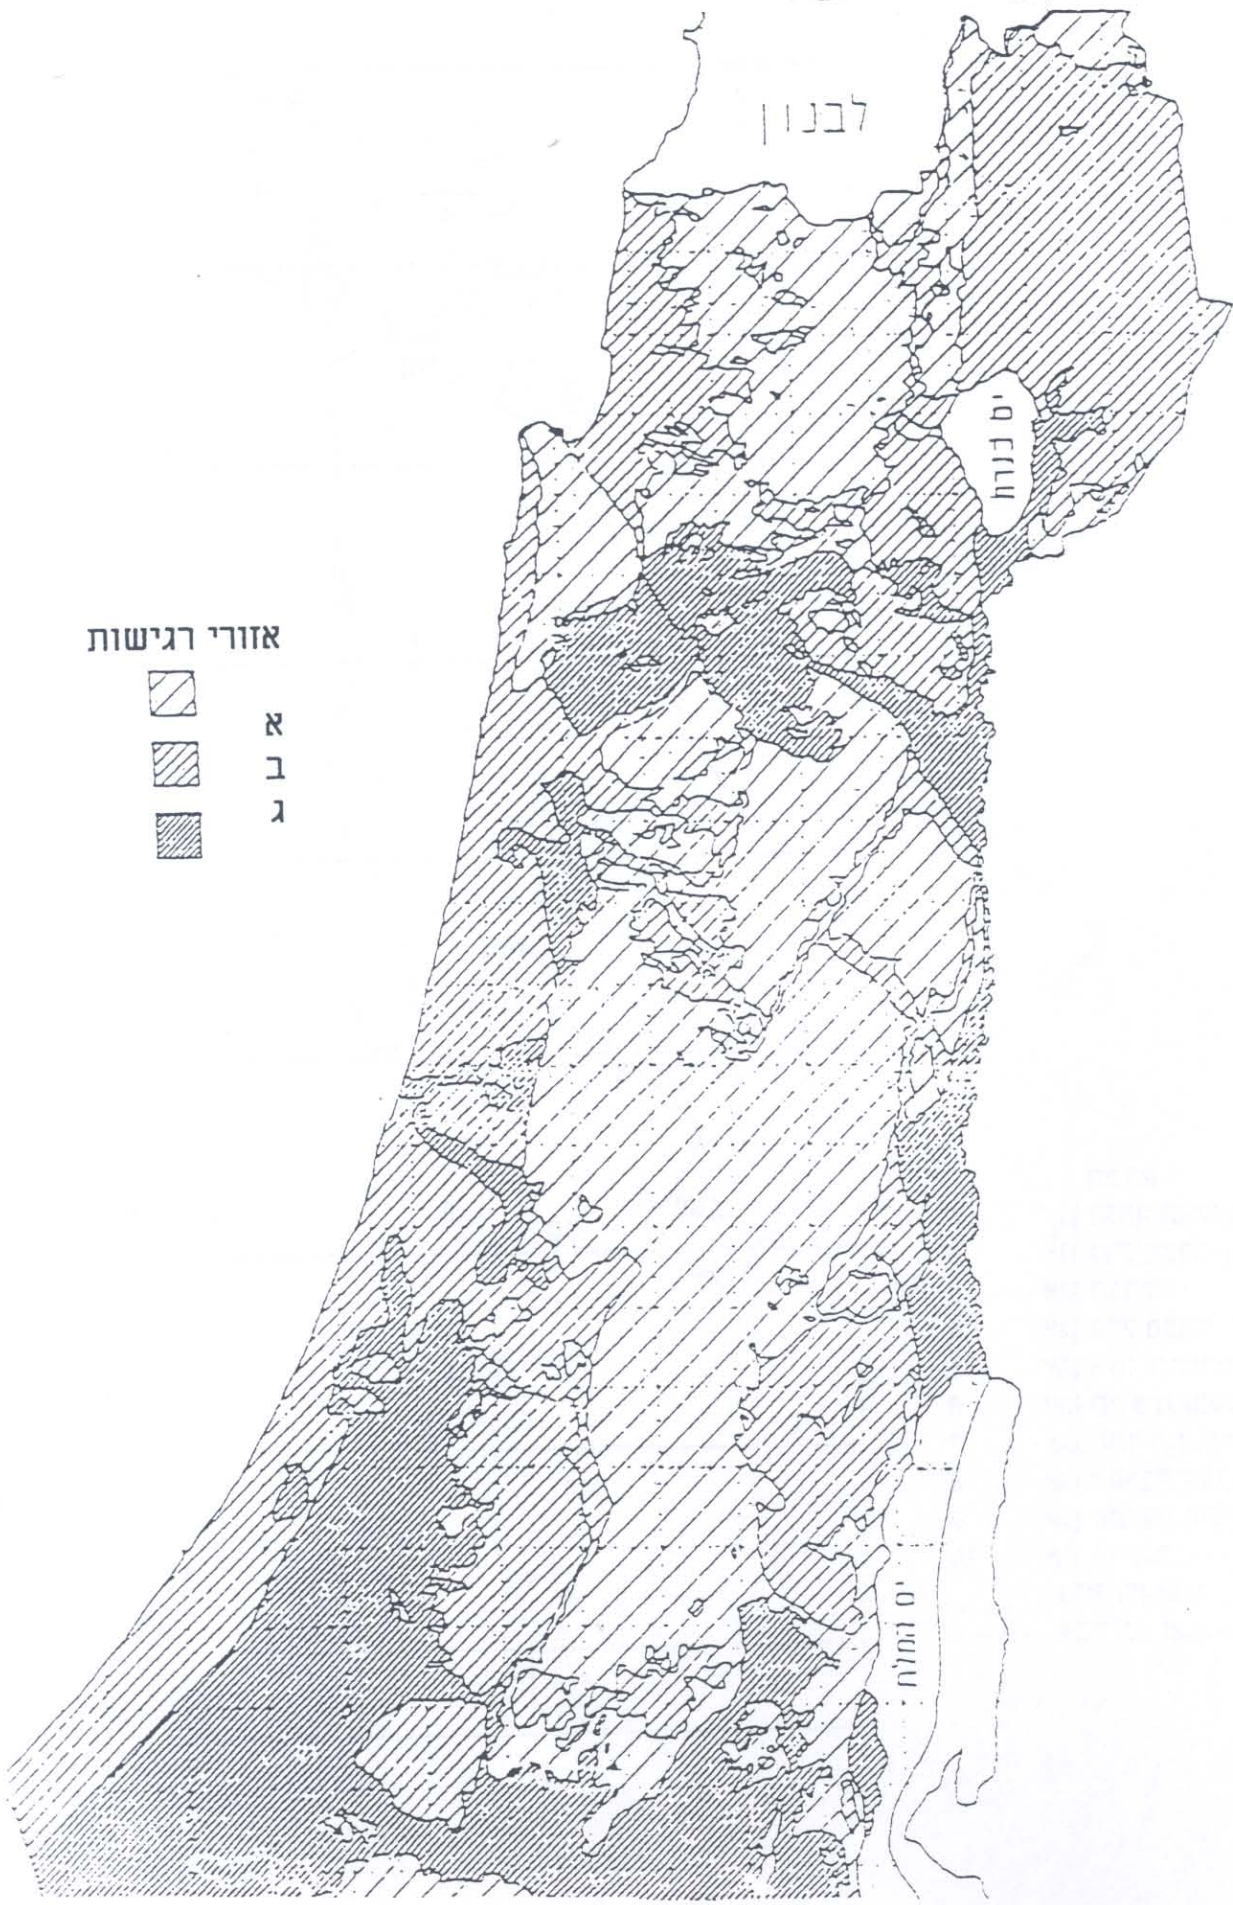 לבנון
ים כנרת
אזורי רגישות
א
ב
ג
ים המלח